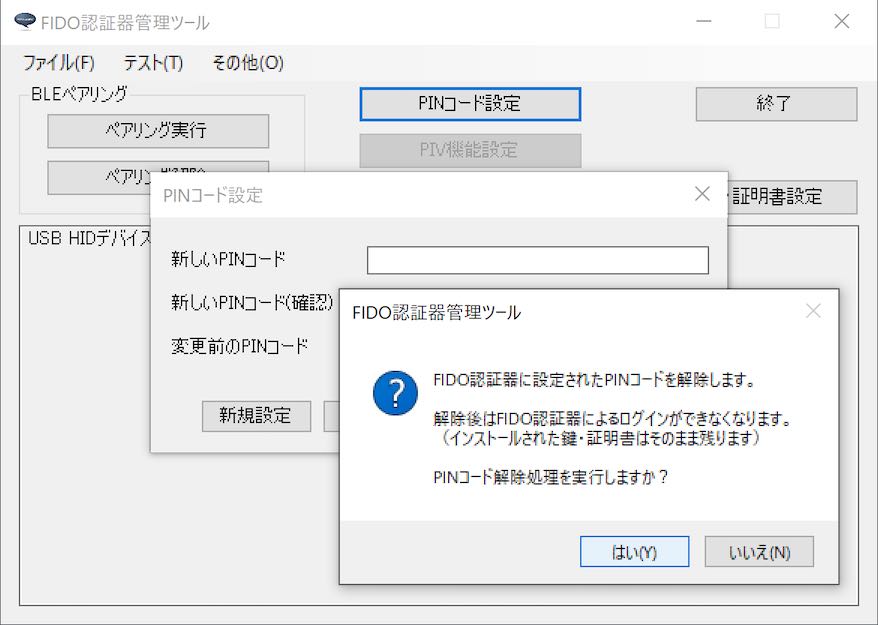 FIDO認証器管理ツール
ファイル(F) テスト(T) その他(O)
BLEペアリング
ペアリング実行
PINコード設定
終了
PIV機能設定
ペアリン
証明書設定
USB HIDデバイス
PINコード設定
新しいPINコード
新しいPINコード(確認)
変更前のPINコード
新規設定
FIDO認証器管理ツール
FIDO認証器に設定されたPINコードを解除します。
解除後はFIDO認証器によるログインができなくなります。
(インストールされた鍵・証明書はそのまま残ります)
PINコード解除処理を実行しますか?
はい(Y)
いいえ(N)